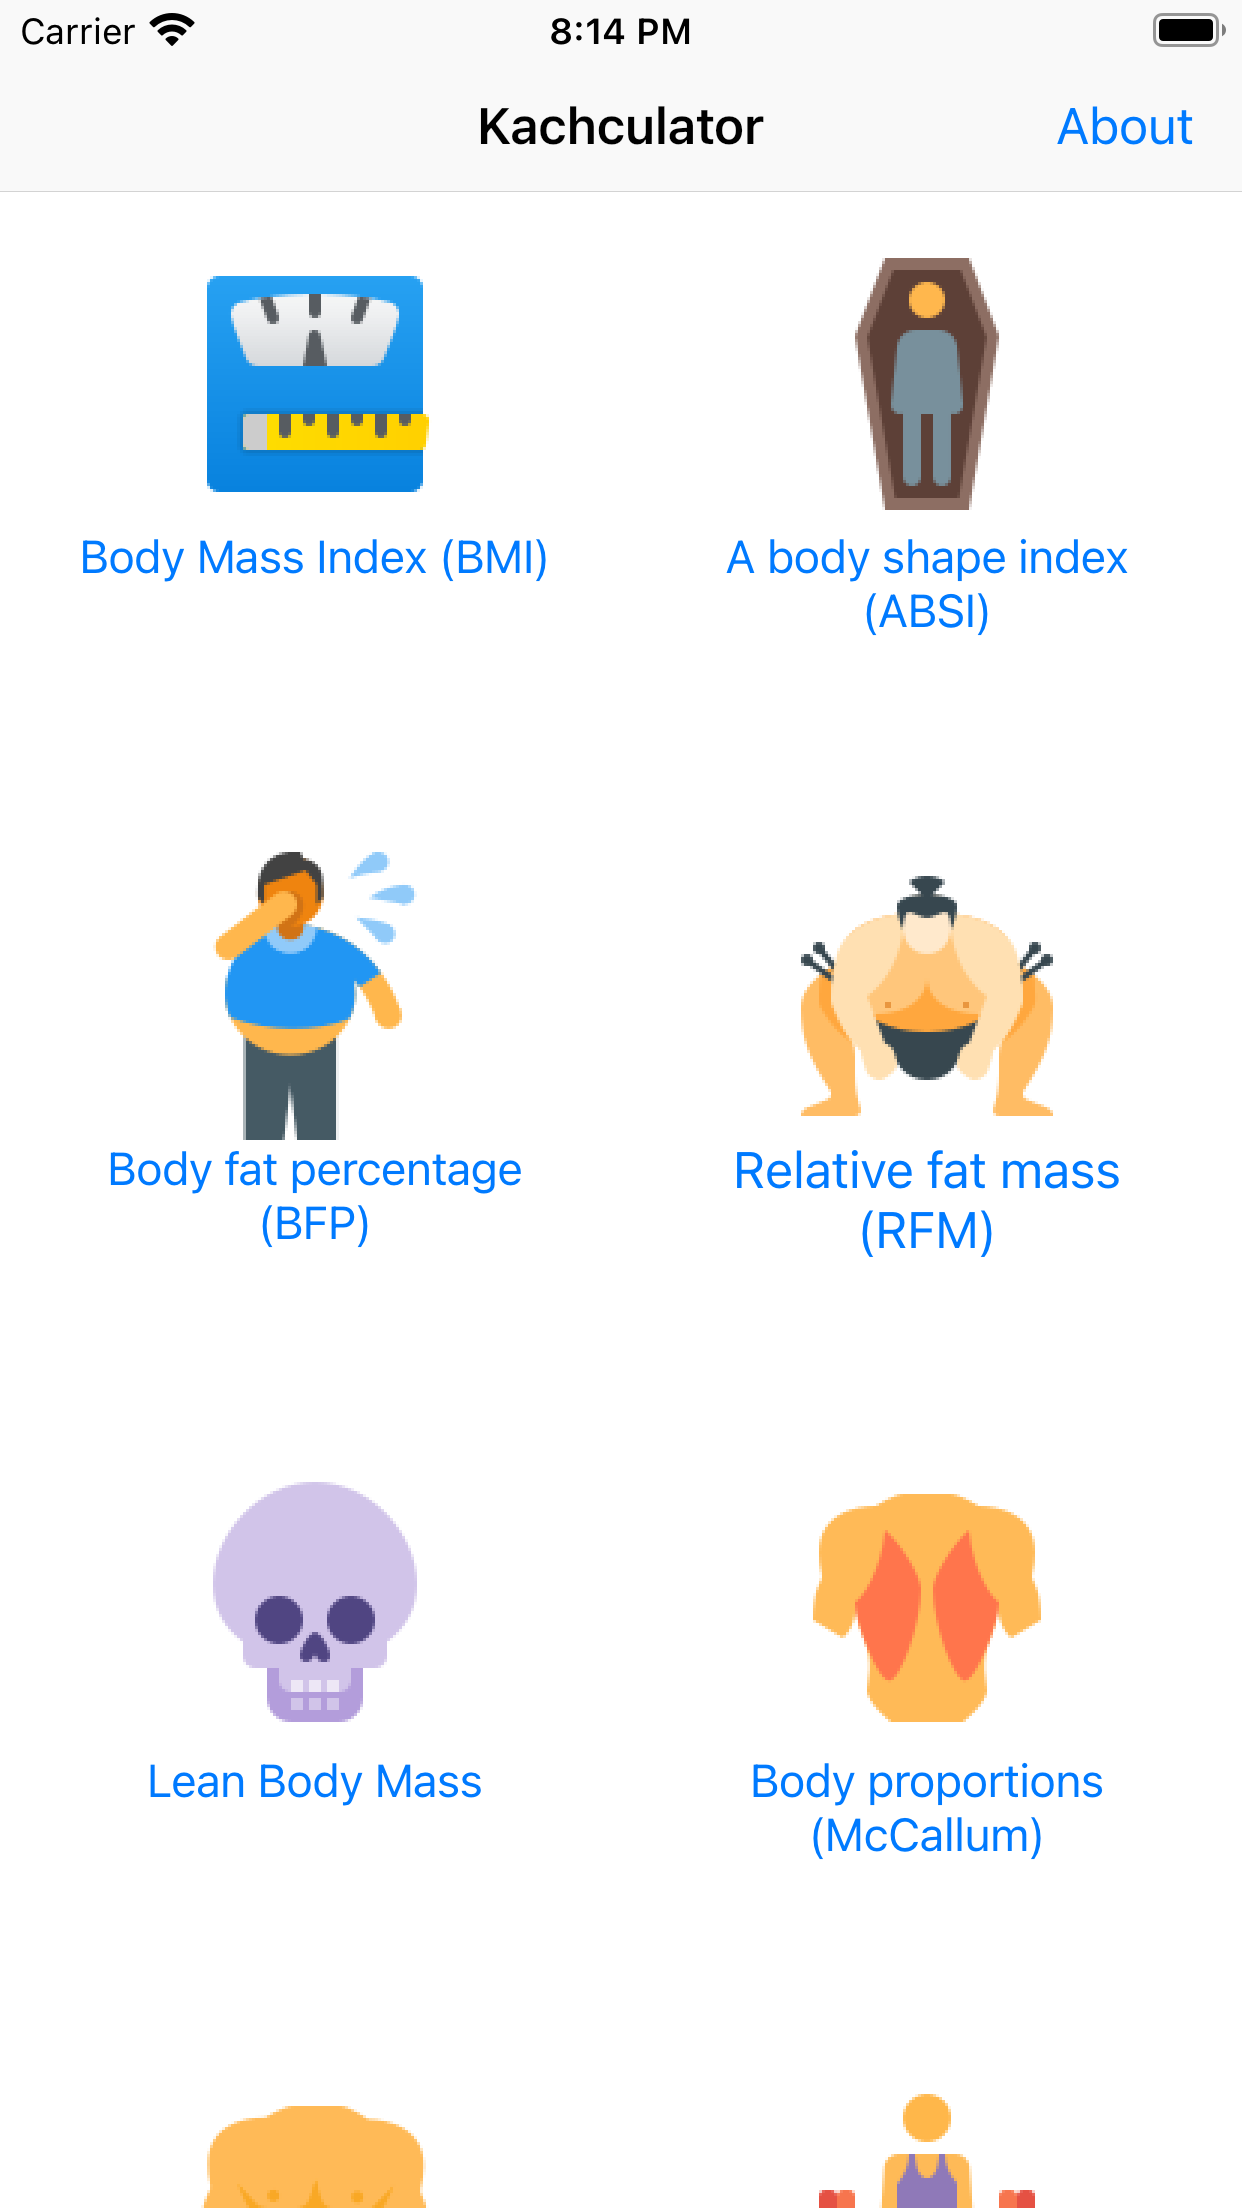 Carrier
8:14 PM
Kachculator
About
Body Mass Index (BMI)
A body shape index
(ABSI)
Body fat percentage
(BFP)
Relative fat mass
(RFM)
Lean Body Mass
Body proportions
(McCallum)